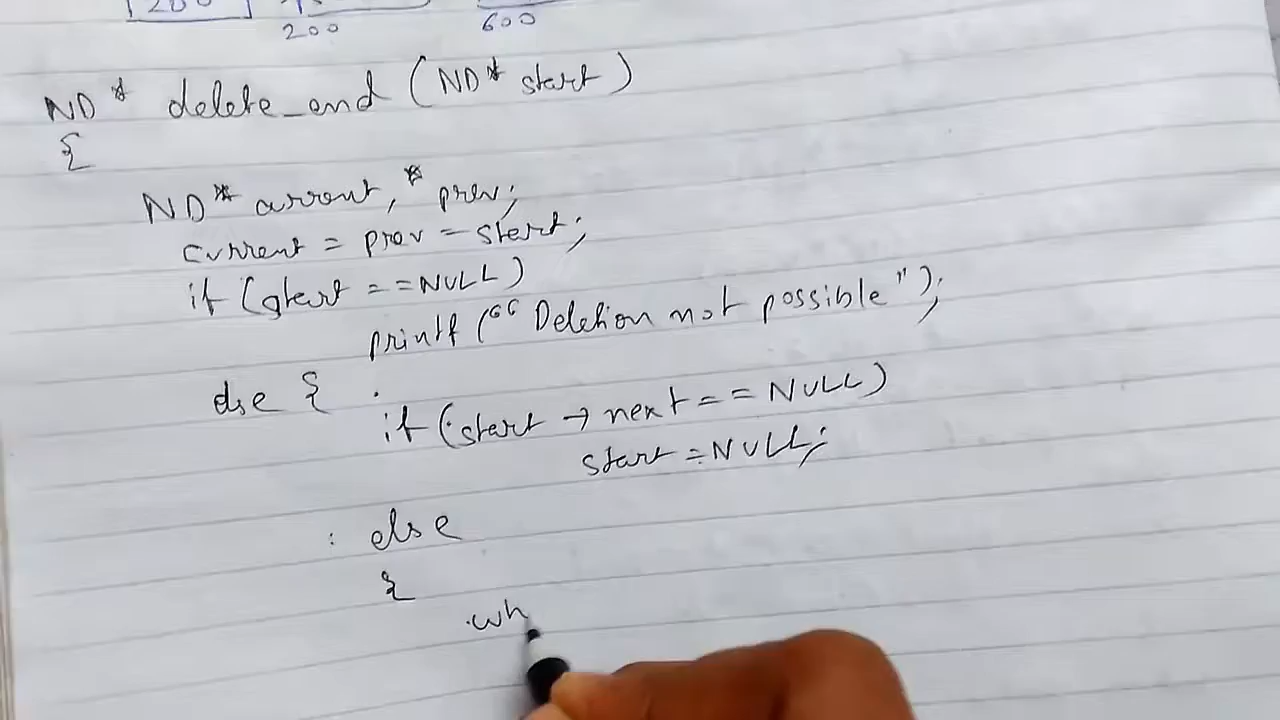 200
200 600
ND* delete_end (ND* start)
{
ND* current, *prev;
current = prev = start;
if (start == NULL)
printf ("Deletion not possible");
else {
if (start → next == NULL)
start = NULL;
else
{
wh